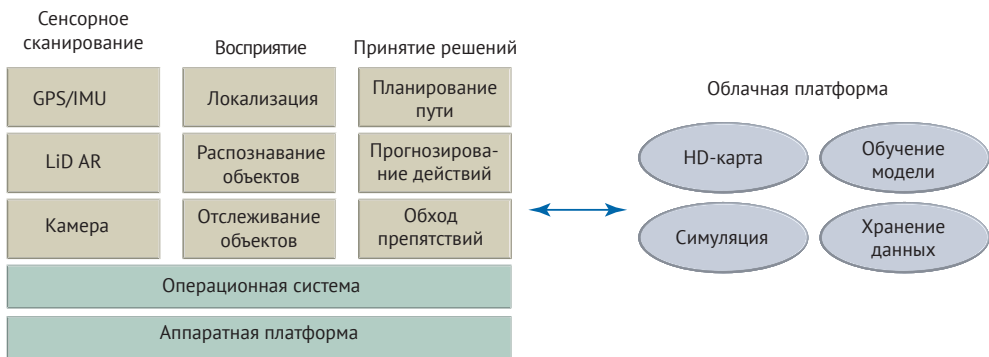 Сенсорное
сканирование
Восприятие
Принятие решений
GPS/IMU
Локализация
Планирование
пути
LiD AR
Распознавание
объектов
Прогнозирова-
ние действий
Камера
Отслеживание
объектов
Обход
препятствий
Операционная система
Аппаратная платформа
Облачная платформа
HD-карта
Обучение
модели
Симуляция
Хранение
данных